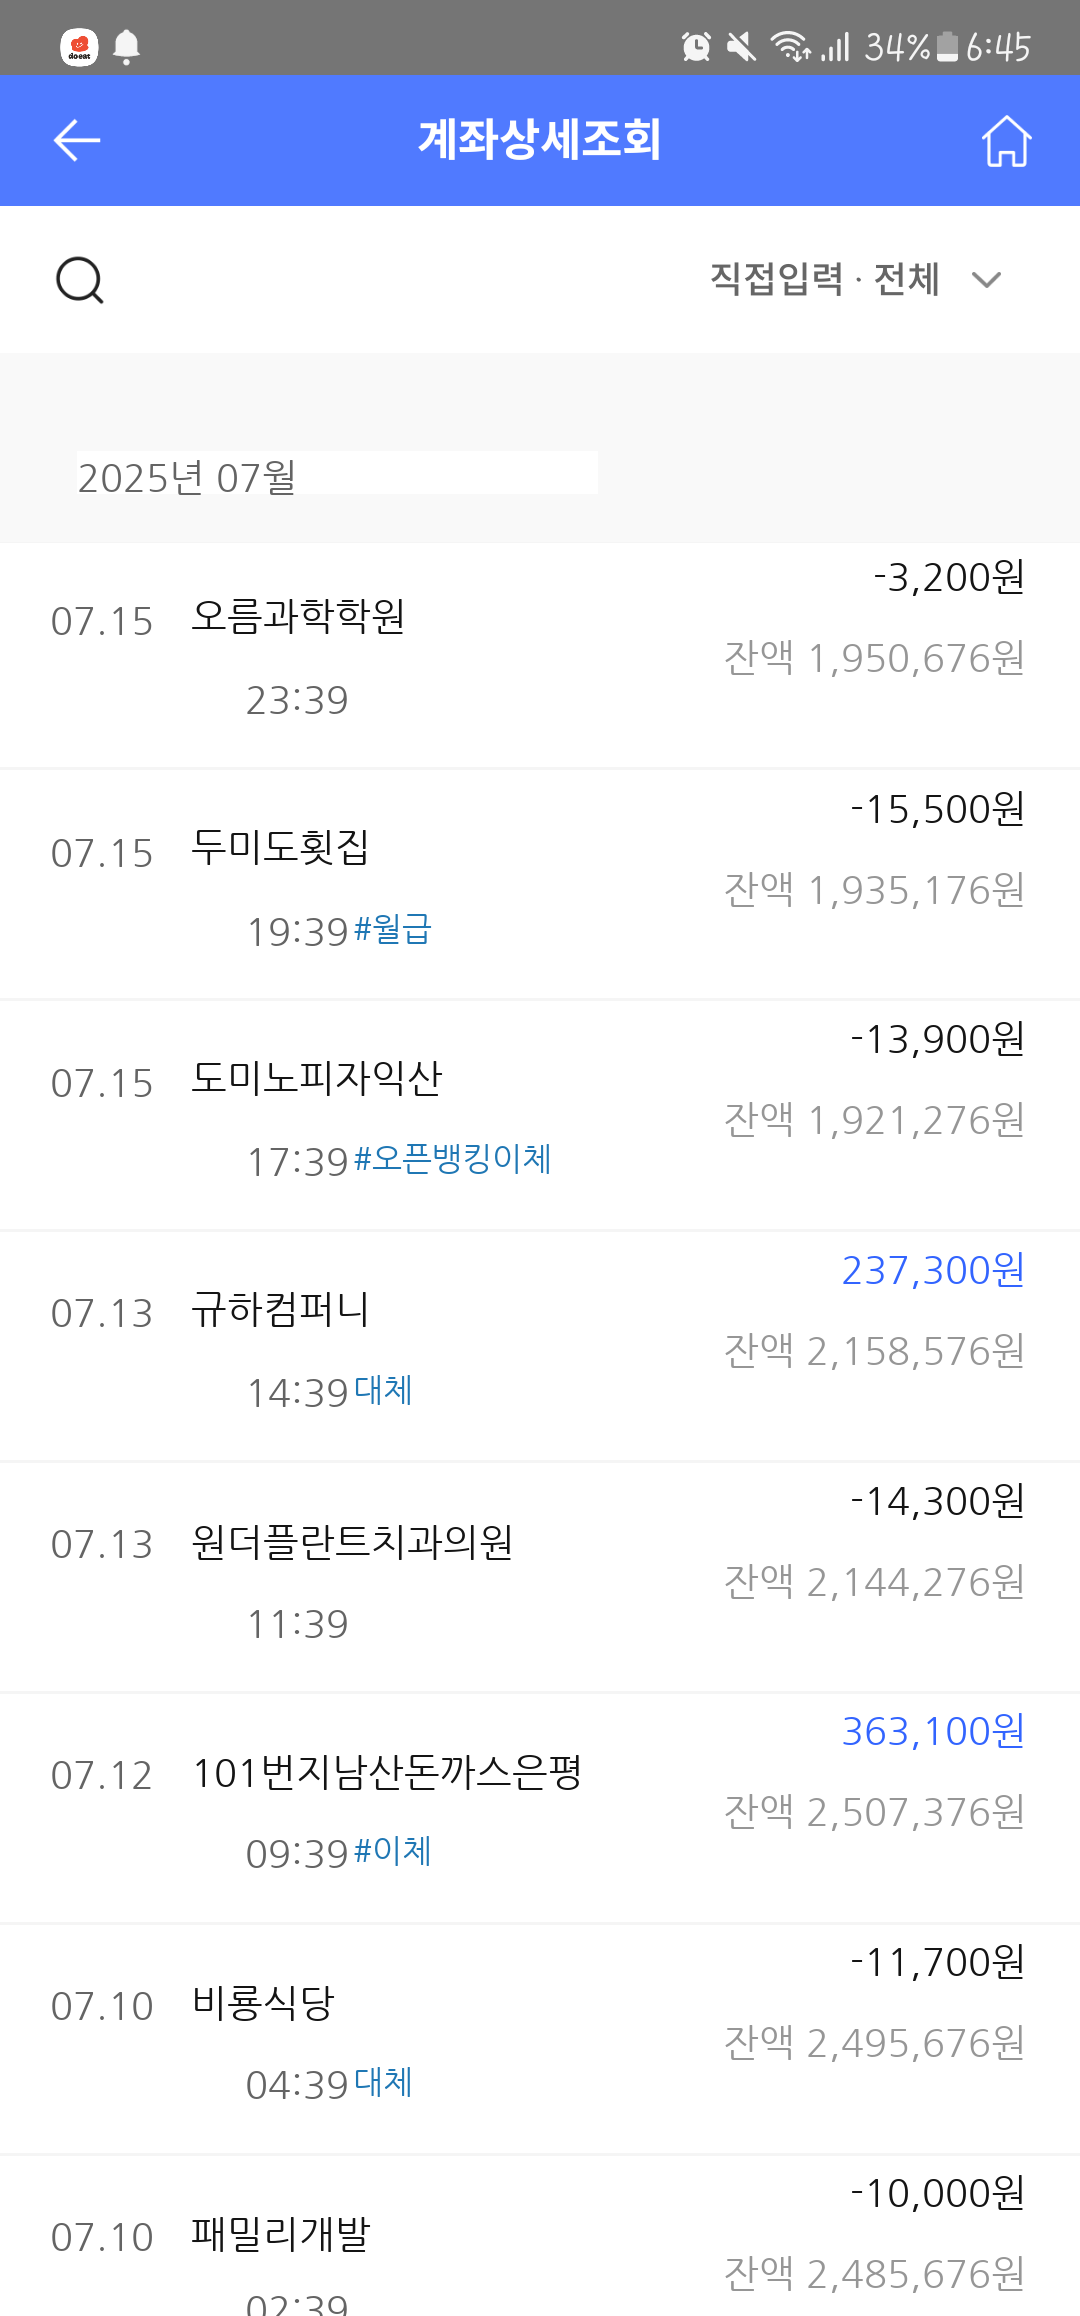 doeat
34% 6:45
계좌상세조회
직접입력 · 전체
2025년 07월
-3,200원
07.15 오름과학학원
잔액 1,950,676원
23:39
-15,500원
07.15 두미도횟집
잔액 1,935,176원
19:39 #월급
-13,900원
07.15 도미노피자익산
잔액 1,921,276원
17:39 #오픈뱅킹이체
237,300원
07.13 규하컴퍼니
잔액 2,158,576원
14:39 대체
-14,300원
07.13 원더플란트치과의원
잔액 2,144,276원
11:39
363,100원
07.12 101번지남산돈까스은평
잔액 2,507,376원
09:39 #이체
-11,700원
07.10 비룡식당
잔액 2,495,676원
04:39 대체
-10,000원
07.10 패밀리개발
잔액 2,485,676원
02:39